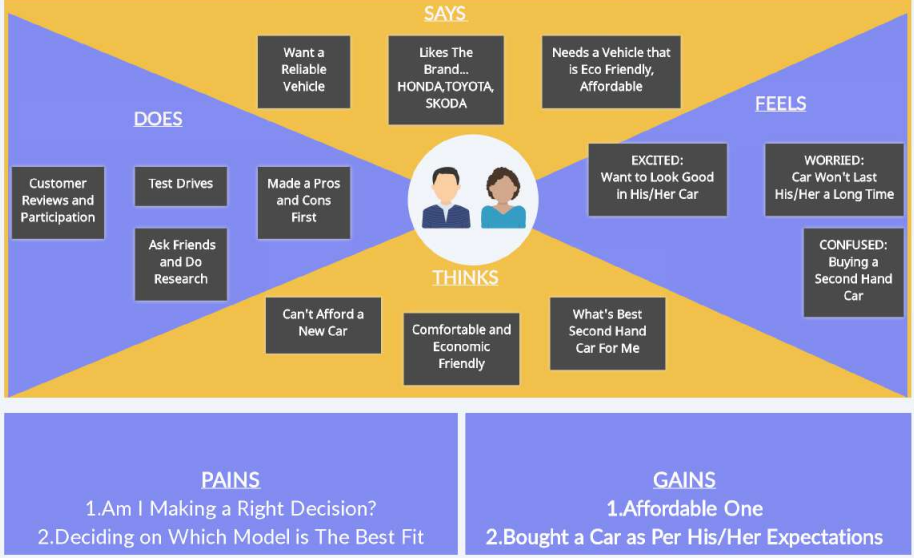 SAYS
Want a
Reliable
Vehicle
Likes The
Brand...
HONDA,TOYOTA,
SKODA
Needs a Vehicle that
is Eco Friendly,
Affordable
DOES
Customer
Reviews and
Participation
Test Drives
Made a Pros
and Cons
First
Ask Friends
and Do
Research
FEELS
EXCITED:
Want to Look Good
in His/Her Car
WORRIED:
Car Won't Last
His/Her a Long Time
CONFUSED:
Buying a
Second Hand
Car
THINKS
Can't Afford a
New Car
Comfortable and
Economic
Friendly
What's Best
Second Hand
Car For Me
PAINS
1.Am I Making a Right Decision?
2.Deciding on Which Model is The Best Fit
GAINS
1.Affordable One
2.Bought a Car as Per His/Her Expectations